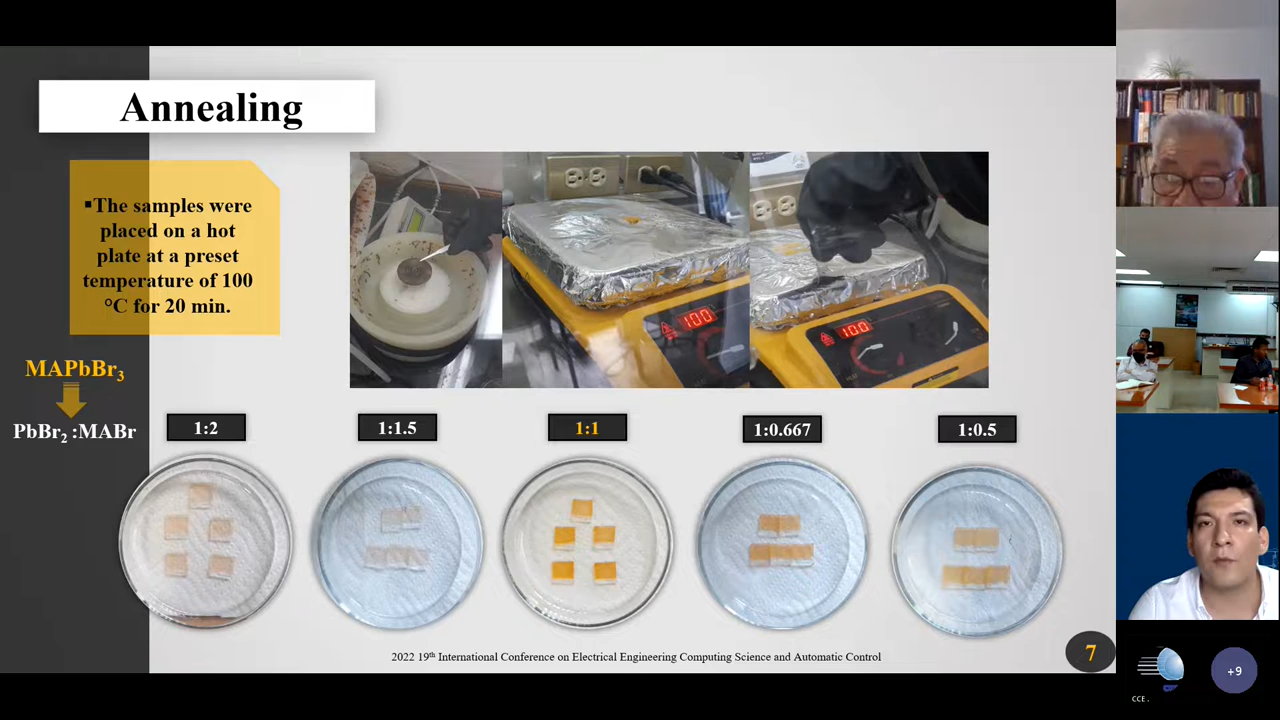 Annealing
▪The samples were
placed on a hot
plate at a preset
temperature of 100
°C for 20 min.
100
100
MAPbBr₃
PbBr₂ :MABr
1:2
1:1.5
1:1
1:0.667
1:0.5
2022 19ᵗʰ International Conference on Electrical Engineering Computing Science and Automatic Control
7
CCE .
+9